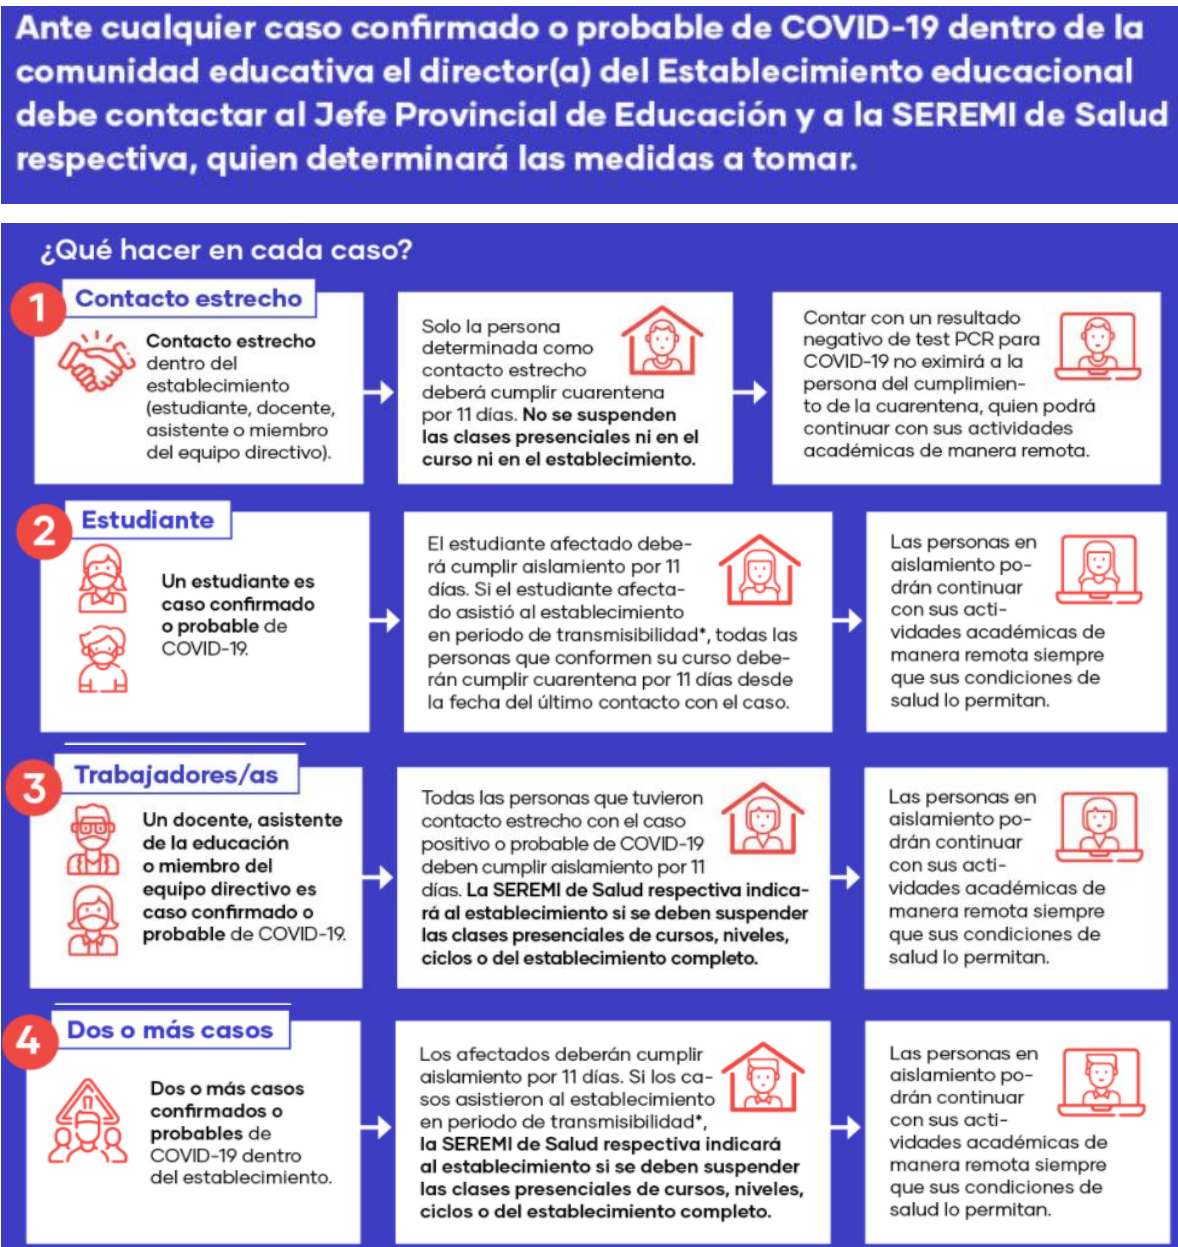 Ante cualquier caso confirmado o probable de COVID-19 dentro de la
comunidad educativa el director(a) del Establecimiento educacional
debe contactar al Jefe Provincial de Educación y a la SEREMI de Salud
respectiva, quien determinará las medidas a tomar.
¿Qué hacer en cada caso?
1
Contacto estrecho
Contacto estrecho
dentro del
establecimiento
(estudiante, docente,
asistente o miembro
del equipo directivo).
Solo la persona
determinada como
contacto estrecho
deberá cumplir cuarentena
por 11 días. No se suspenden
las clases presenciales ni en el
curso ni en el establecimiento.
Contar con un resultado
negativo de test PCR para
COVID-19 no eximirá a la
persona del cumplimien-
to de la cuarentena, quien podrá
continuar con sus actividades
académicas de manera remota.
2
Estudiante
Un estudiante es
caso confirmado
o probable de
COVID-19.
El estudiante afectado debe-
rá cumplir aislamiento por 11
días. Si el estudiante afecta-
do asistió al establecimiento
en periodo de transmisibilidad*, todas las
personas que conformen su curso debe-
rán cumplir cuarentena por 11 días desde
la fecha del último contacto con el caso.
Las personas en
aislamiento po-
drán continuar
con sus acti-
vidades académicas de
manera remota siempre
que sus condiciones de
salud lo permitan.
3
Trabajadores/as
Un docente, asistente
de la educación
o miembro del
equipo directivo es
caso confirmado o
probable de COVID-19.
Todas las personas que tuvieron
contacto estrecho con el caso
positivo o probable de COVID-19
deben cumplir aislamiento por 11
días. La SEREMI de Salud respectiva indica-
rá al establecimiento si se deben suspender
las clases presenciales de cursos, niveles,
ciclos o del establecimiento completo.
Las personas en
aislamiento po-
drán continuar
con sus acti-
vidades académicas de
manera remota siempre
que sus condiciones de
salud lo permitan.
4
Dos o más casos
Dos o más casos
confirmados o
probables de
COVID-19 dentro
del establecimiento.
Los afectados deberán cumplir
aislamiento por 11 días. Si los ca-
sos asistieron al establecimiento
en periodo de transmisibilidad*,
la SEREMI de Salud respectiva indicará
al establecimiento si se deben suspender
las clases presenciales de cursos, niveles,
ciclos o del establecimiento completo.
Las personas en
aislamiento po-
drán continuar
con sus acti-
vidades académicas de
manera remota siempre
que sus condiciones de
salud lo permitan.